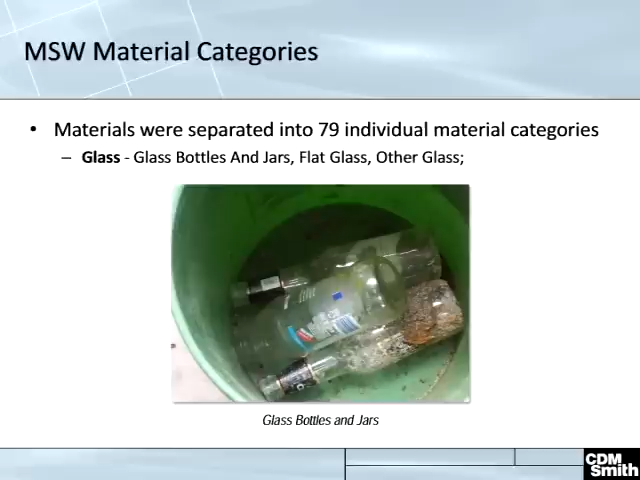 MSW Material Categories
• Materials were separated into 79 individual material categories
– Glass - Glass Bottles And Jars, Flat Glass, Other Glass;
Glass Bottles and Jars
CDM
Smith